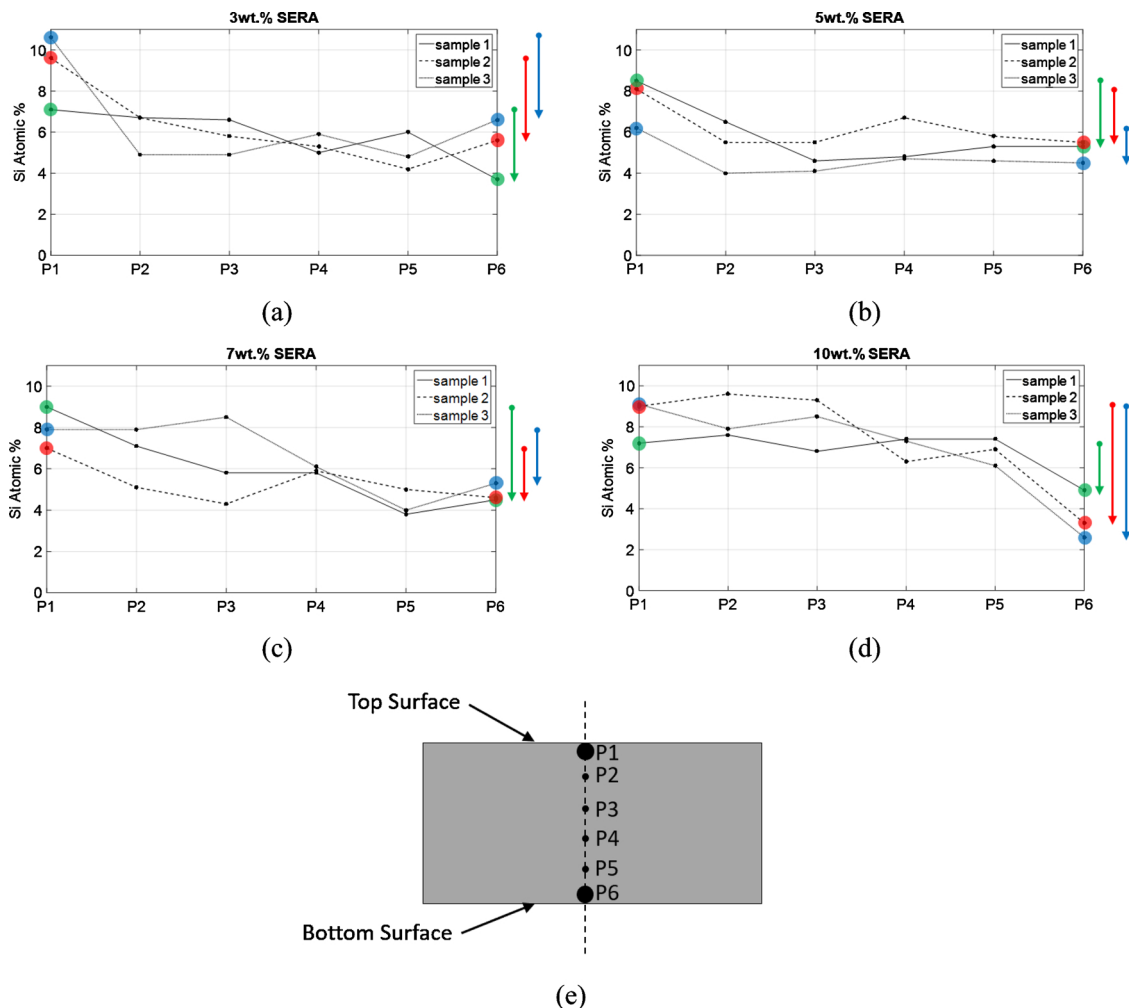 3wt.% SERA
Si Atomic %
10
8
6
4
2
0
P1 P2 P3 P4 P5 P6
sample 1
sample 2
sample 3
(a)
5wt.% SERA
Si Atomic %
10
8
6
4
2
0
P1 P2 P3 P4 P5 P6
sample 1
sample 2
sample 3
(b)
7wt.% SERA
Si Atomic %
10
8
6
4
2
0
P1 P2 P3 P4 P5 P6
sample 1
sample 2
sample 3
(c)
10wt.% SERA
Si Atomic %
10
8
6
4
2
0
P1 P2 P3 P4 P5 P6
sample 1
sample 2
sample 3
(d)
Top Surface
P1
P2
P3
P4
P5
P6
Bottom Surface
(e)